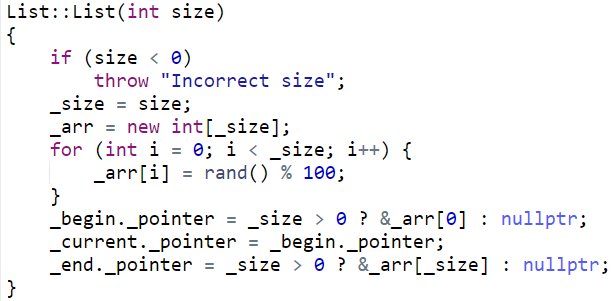 List::List(int size)
{
    if (size < 0)
        throw "Incorrect size";
    _size = size;
    _arr = new int[_size];
    for (int i = 0; i < _size; i++) {
        _arr[i] = rand() % 100;
    }
    _begin._pointer = _size > 0 ? &_arr[0] : nullptr;
    _current._pointer = _begin._pointer;
    _end._pointer = _size > 0 ? &_arr[_size] : nullptr;
}